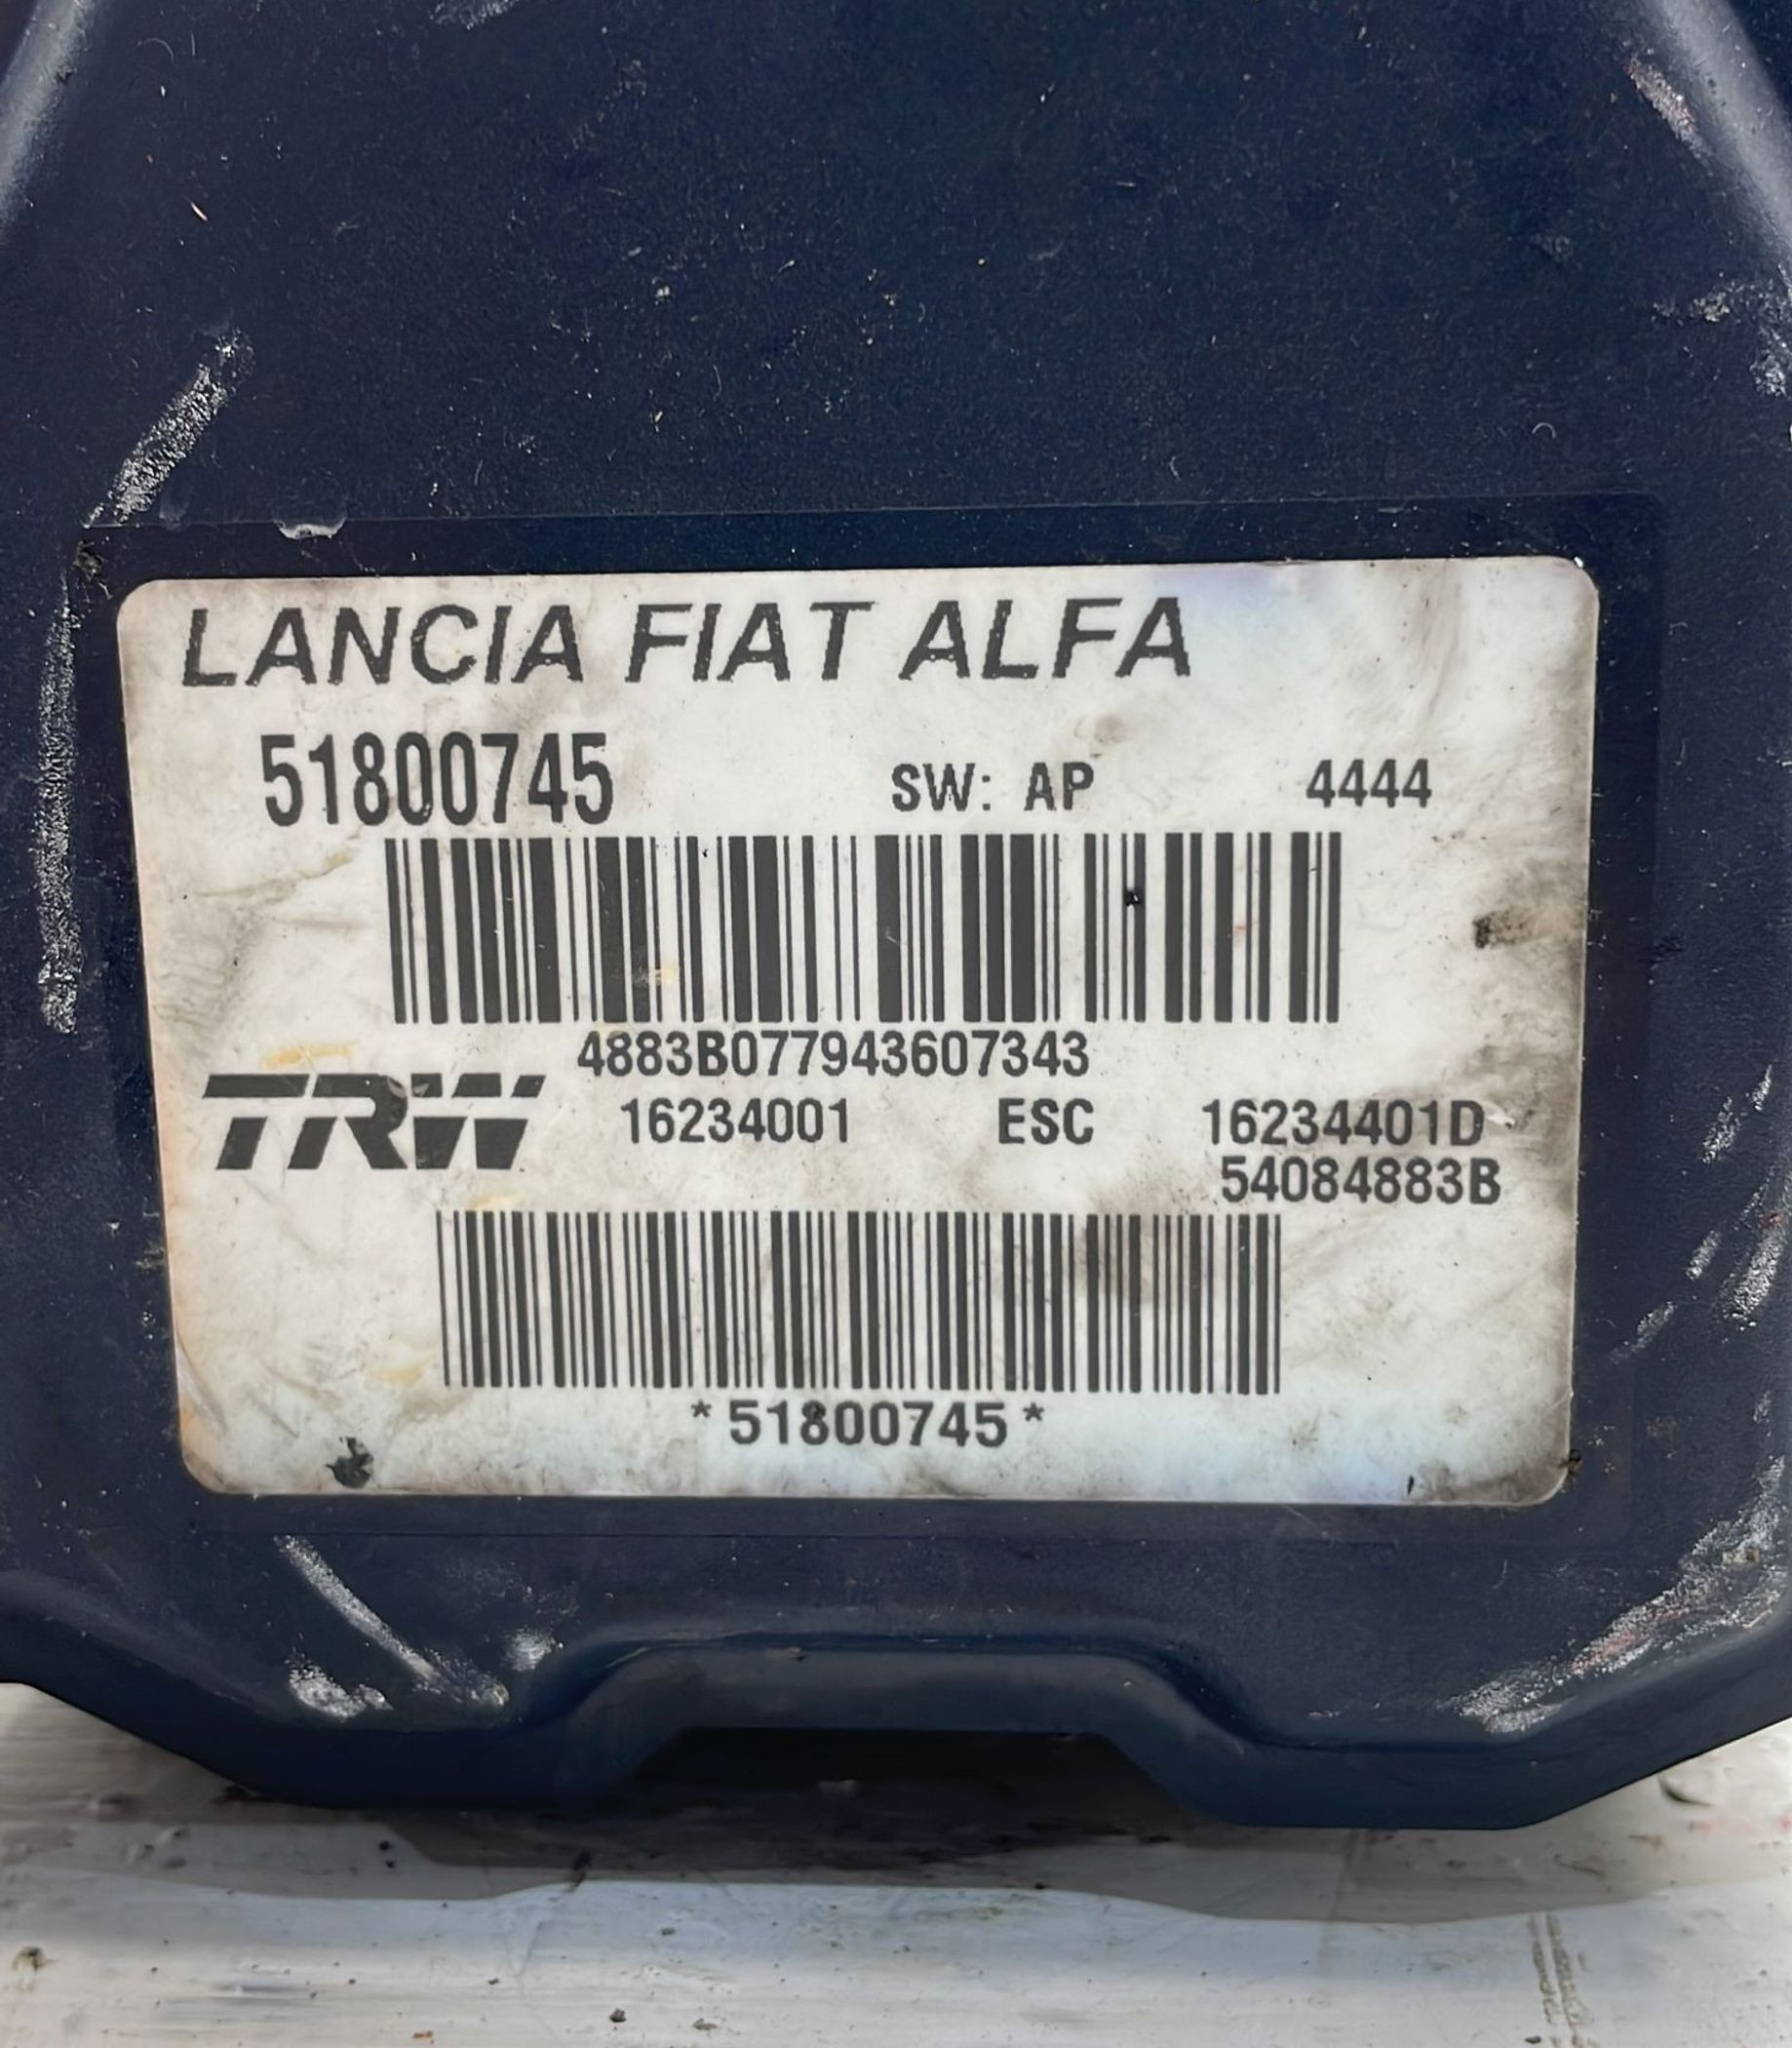 LANCIA FIAT ALFA
51800745 SW: AP 4444
4883B077943607343
TRW 16234001 ESC 16234401D
54084883B
*51800745*